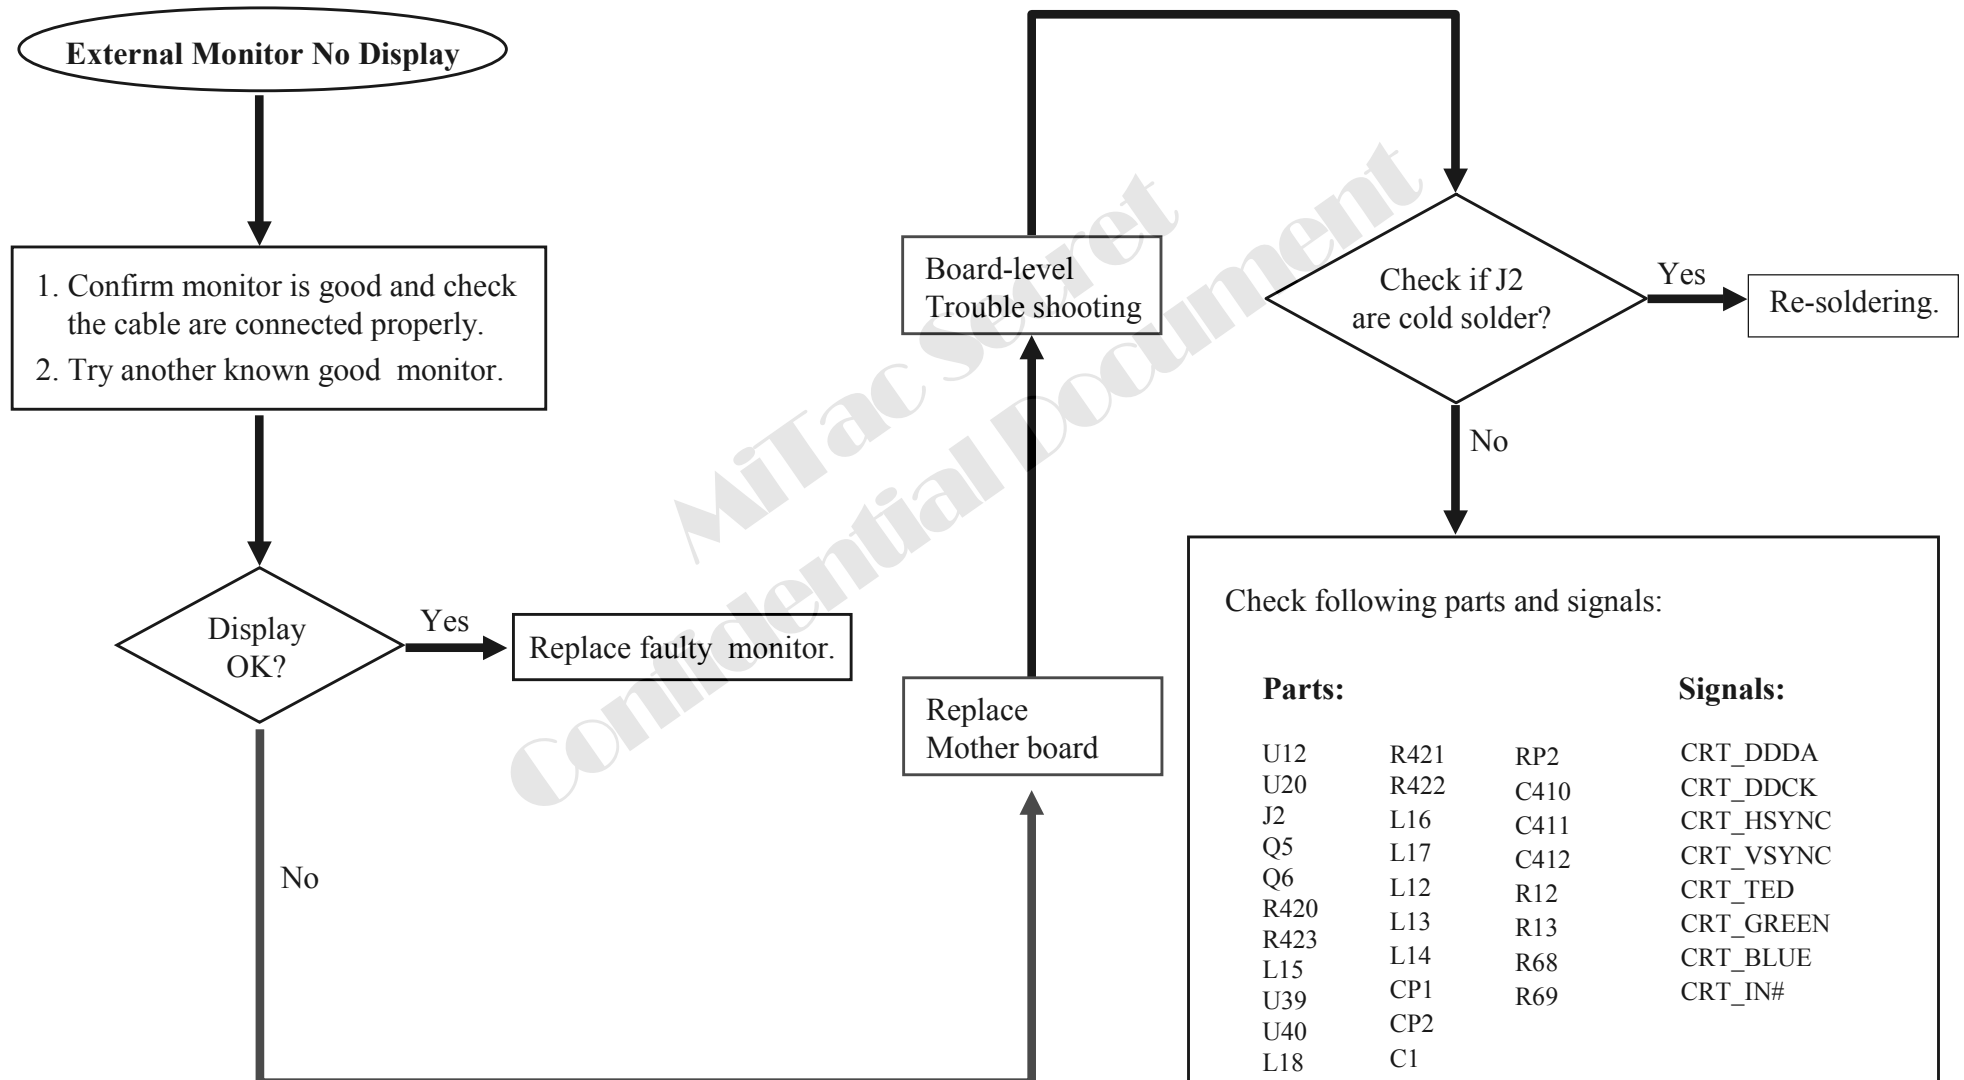 External Monitor No Display
1. Confirm monitor is good and check
the cable are connected properly.
2. Try another known good  monitor.
Display
OK?
Yes
Replace faulty  monitor.
No
Replace
Mother board
Board-level
Trouble shooting
Check if J2
are cold solder?
Yes
Re-soldering.
No
Check following parts and signals:
Parts:
U12
U20
J2
Q5
Q6
R420
R423
L15
U39
U40
L18
R421
R422
L16
L17
L12
L13
L14
CP1
CP2
C1
RP2
C410
C411
C412
R12
R13
R68
R69
Signals:
CRT_DDDA
CRT_DDCK
CRT_HSYNC
CRT_VSYNC
CRT_TED
CRT_GREEN
CRT_BLUE
CRT_IN#
MiTac Secret
Confidential Document